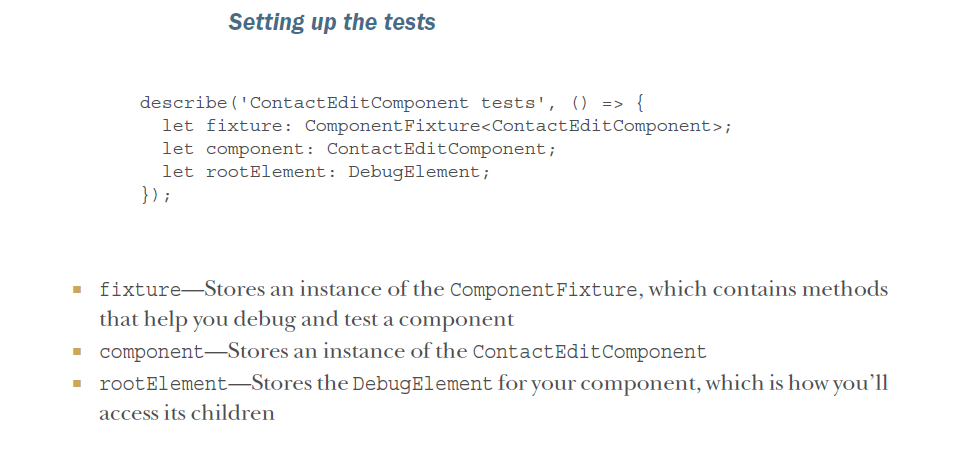 Setting up the tests
describe('ContactEditComponent tests', () => {
let fixture: ComponentFixture<ContactEditComponent>;
let component: ContactEditComponent;
let rootElement: DebugElement;
});
▪ fixture—Stores an instance of the ComponentFixture, which contains methods
that help you debug and test a component
▪ component—Stores an instance of the ContactEditComponent
▪ rootElement—Stores the DebugElement for your component, which is how you’ll
access its children